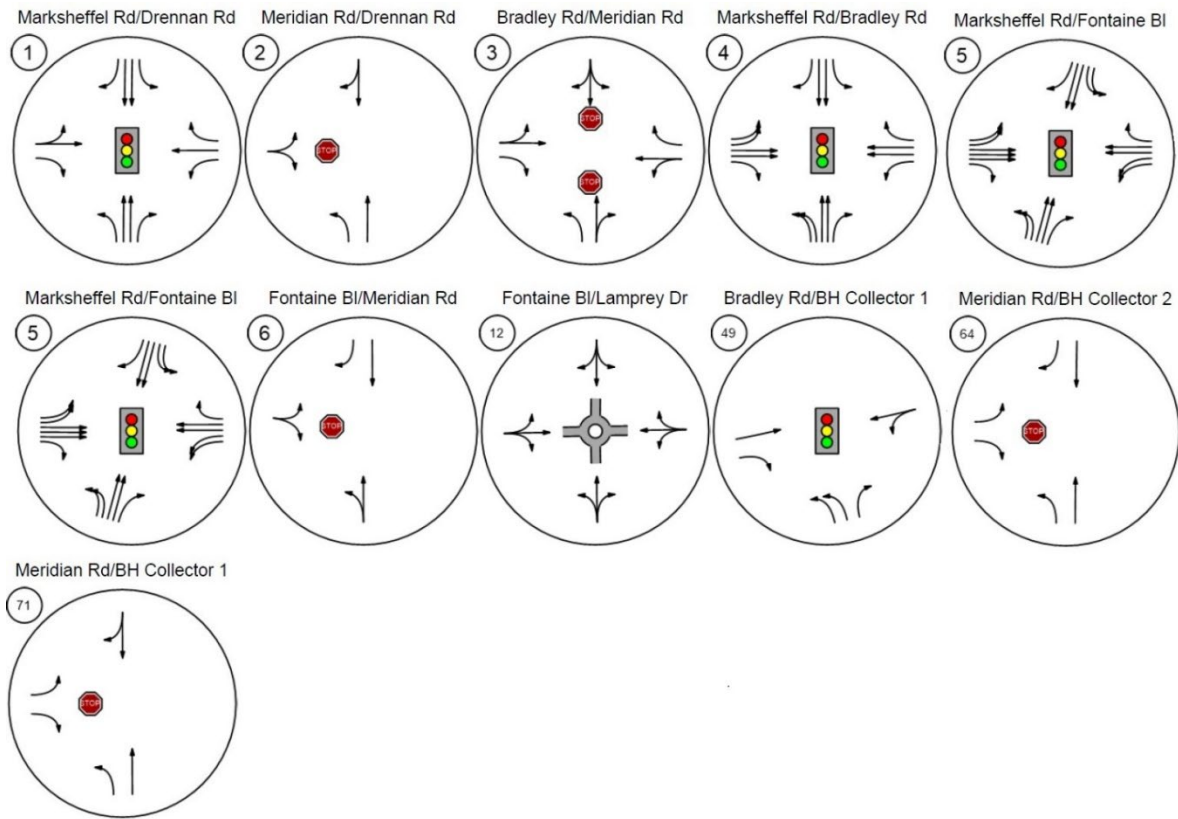 Marksheffel Rd/Drennan Rd
1
Meridian Rd/Drennan Rd
2
STOP
Bradley Rd/Meridian Rd
3
STOP
STOP
Marksheffel Rd/Bradley Rd
4
Marksheffel Rd/Fontaine Bl
5
Marksheffel Rd/Fontaine Bl
5
Fontaine Bl/Meridian Rd
6
STOP
Fontaine Bl/Lamprey Dr
12
Bradley Rd/BH Collector 1
49
Meridian Rd/BH Collector 2
64
STOP
Meridian Rd/BH Collector 1
71
STOP